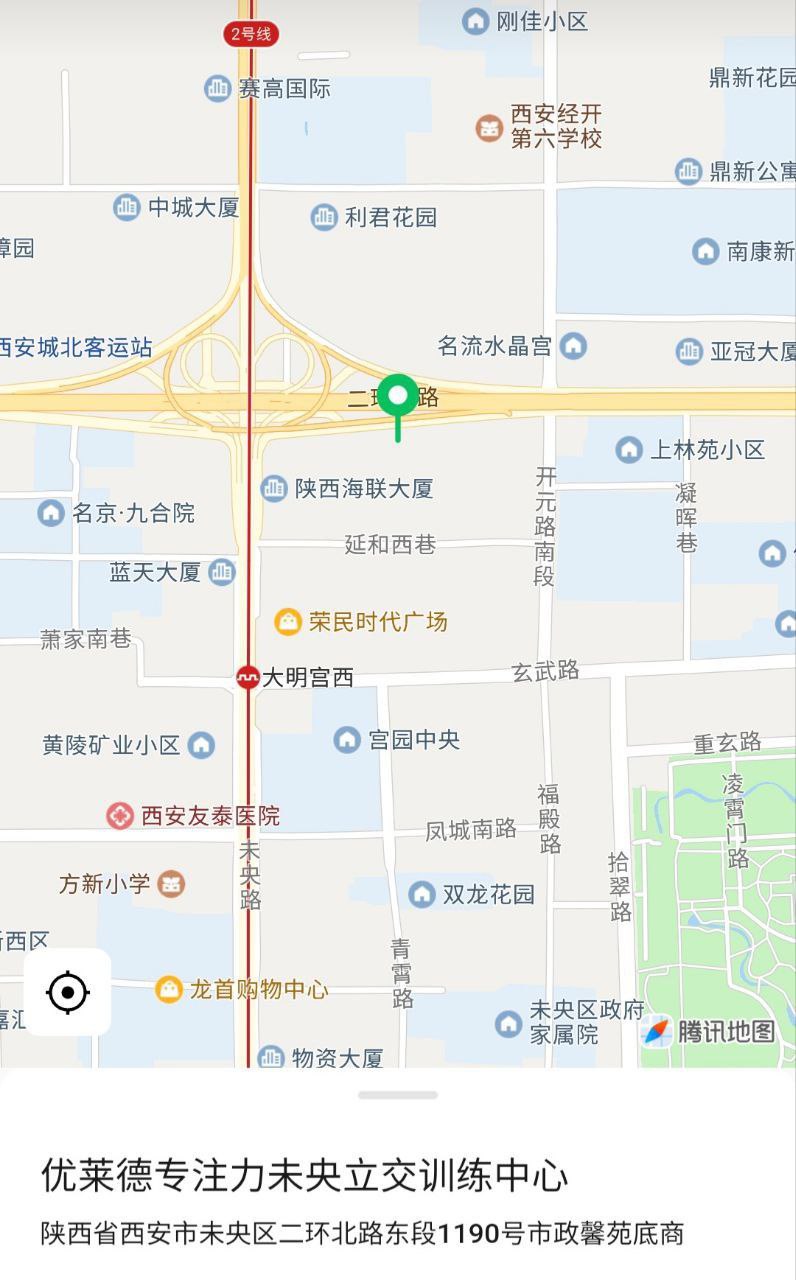 2号线
刚佳小区
赛高国际
鼎新花园
西安经开
第六学校
鼎新公寓
中城大厦
利君花园
南康新
西安城北客运站
名流水晶宫
亚冠大厦
路
上林苑小区
陕西海联大厦
开元路南段
凝晖巷
名京·九合院
延和西巷
蓝天大厦
荣民时代广场
萧家南巷
大明宫西
玄武路
黄陵矿业小区
宫园中央
重玄路
凌霄门路
西安友泰医院
福殿路
凤城南路
未央路
拾翠路
方新小学
双龙花园
西区
青霄路
龙首购物中心
未央区政府
家属院
腾讯地图
物资大厦
优莱德专注力未央立交训练中心
陕西省西安市未央区二环北路东段1190号市政馨苑底商